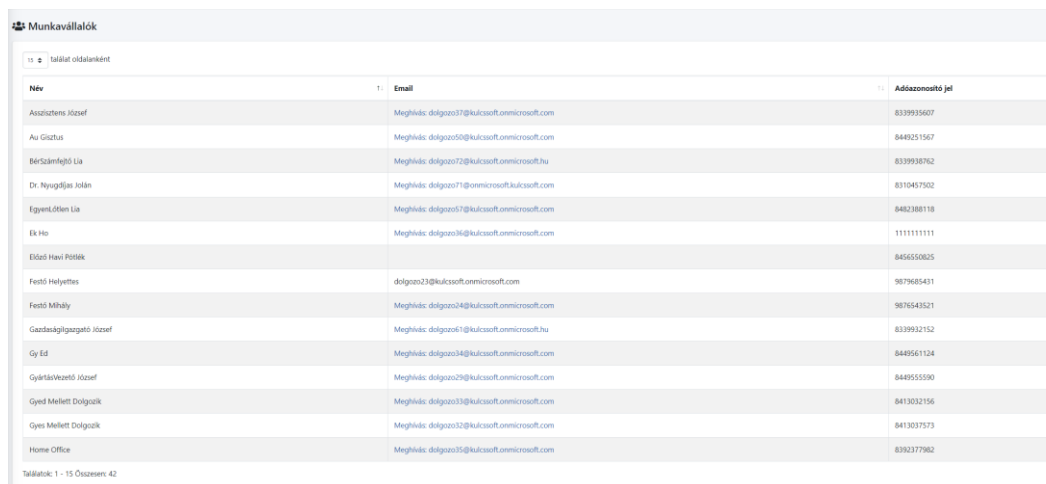 Munkavállalók
15 találat oldalanként
Név Email Adóazonosító jel
Asszisztens József Meghívás: dolgozo37@kulcssoft.onmicrosoft.com 8339935607
Au Gisztus Meghívás: dolgozo50@kulcssoft.onmicrosoft.com 8449251567
BérSzámfejtő Lia Meghívás: dolgozo72@kulcssoft.onmicrosoft.hu 8339938762
Dr. Nyugdíjas Jolán Meghívás: dolgozo71@onmicrosoft.kulcssoft.com 8310457502
EgyenLőtlen Lia Meghívás: dolgozo57@kulcssoft.onmicrosoft.com 8482388118
Ek Ho Meghívás: dolgozo36@kulcssoft.onmicrosoft.com 1111111111
Előző Havi Pótlék 8456550825
Festő Helyettes dolgozo23@kulcssoft.onmicrosoft.com 9879685431
Festő Mihály Meghívás: dolgozo24@kulcssoft.onmicrosoft.com 9876543521
GazdaságiIgazgató József Meghívás: dolgozo61@kulcssoft.onmicrosoft.hu 8339932152
Gy Ed Meghívás: dolgozo34@kulcssoft.onmicrosoft.com 8449561124
GyártásVezető József Meghívás: dolgozo29@kulcssoft.onmicrosoft.com 8449555590
Gyed Mellett Dolgozik Meghívás: dolgozo33@kulcssoft.onmicrosoft.com 8413032156
Gyes Mellett Dolgozik Meghívás: dolgozo32@kulcssoft.onmicrosoft.com 8413037573
Home Office Meghívás: dolgozo35@kulcssoft.onmicrosoft.com 8392377982
Találatok: 1 - 15 Összesen: 42